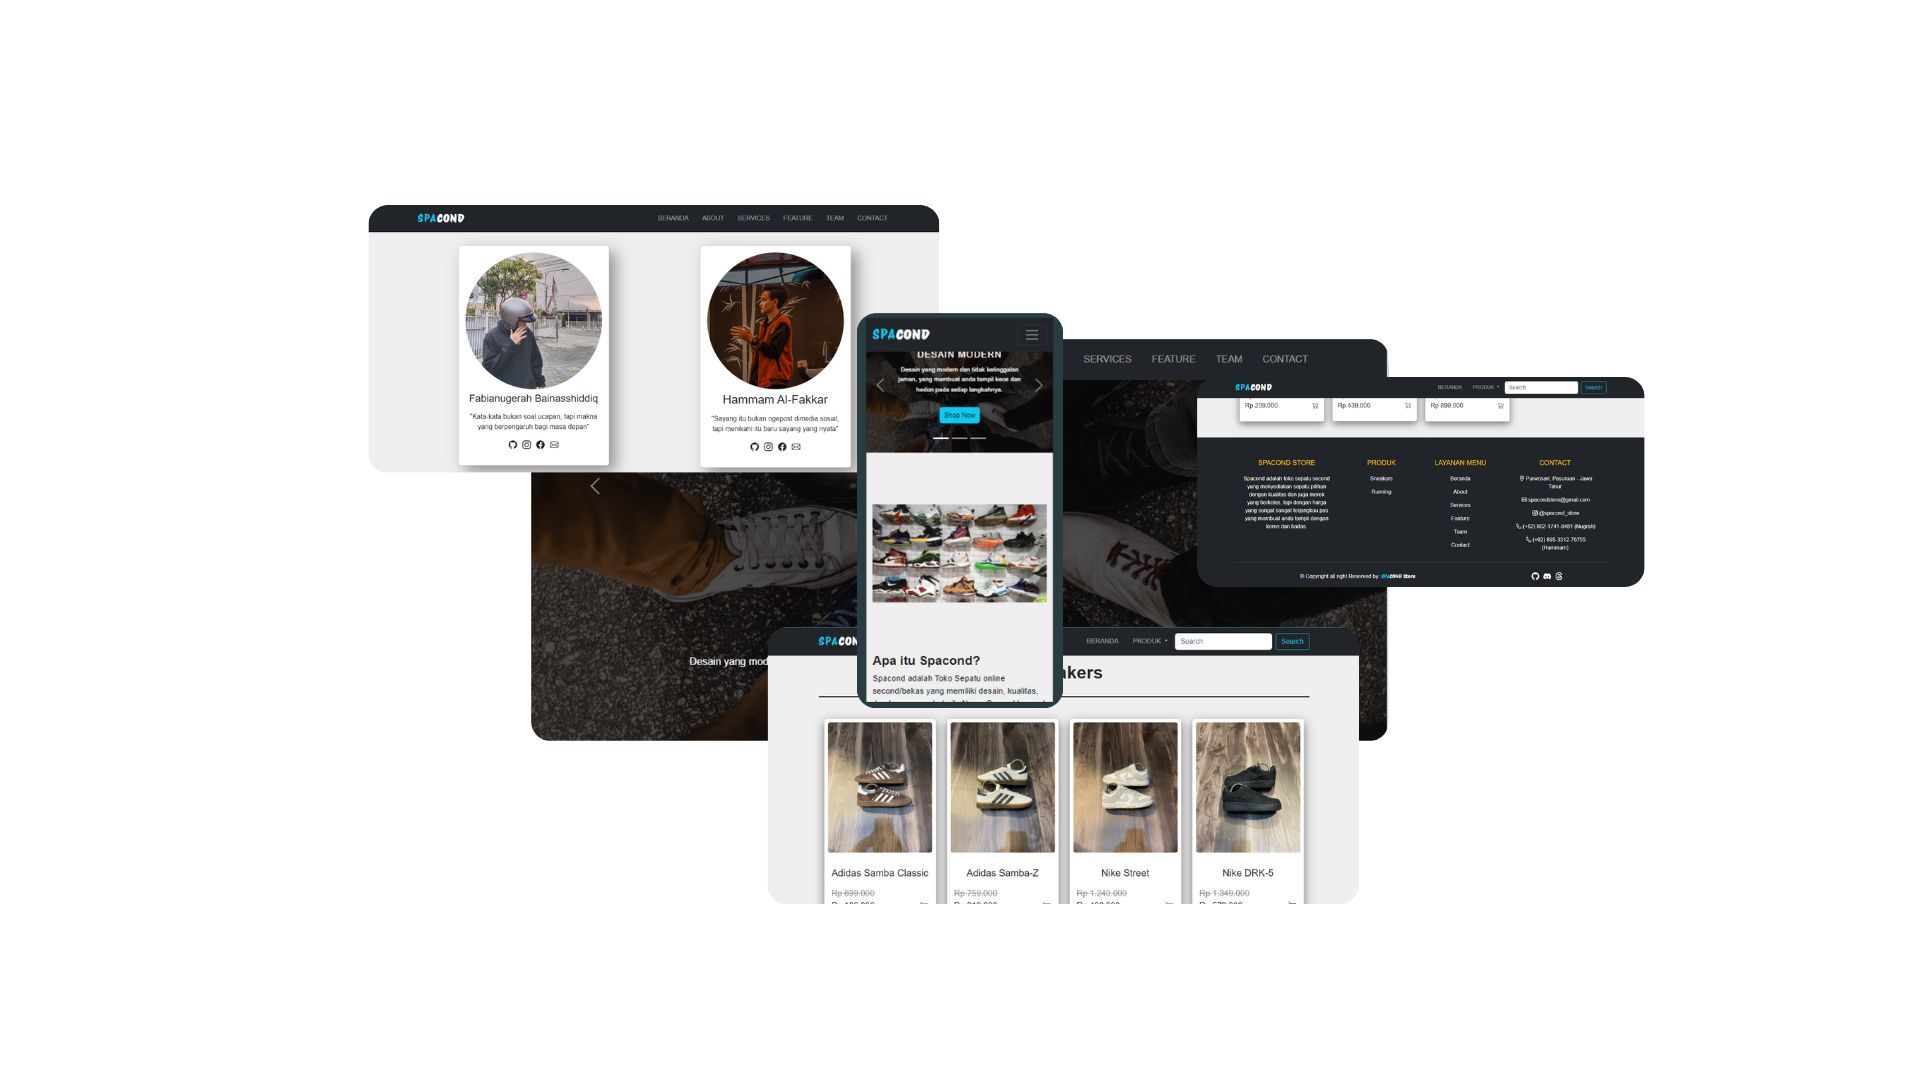 SPACOND
BERANDA ABOUT SERVICES FEATURE TEAM CONTACT
Fabianugerah Bainasshiddiq
"Kata-kata bukan soal ucapan, tapi makna
yang berpengaruh bagi masa depan"
Hammam Al-Fakkar
"Sayang itu bukan ngepost dimedia sosial,
tapi menikahi itu baru sayang yang nyata"
SPACOND
DESAIN MODERN
Desain yang modern dan tidak ketinggalan
jaman, yang membuat anda tampil kece dan
hedon pada setiap langkahnya.
Shop Now
Apa itu Spacond?
Spacond adalah Toko Sepatu online
second/bekas yang memiliki desain, kualitas,
SERVICES FEATURE TEAM CONTACT
Desain yang mod
SPACOND
BERANDA PRODUK Search Search
Rp 209.000
Rp 439.000
Rp 899.000
SPACOND STORE
Spacond adalah toko sepatu second
yang menyediakan sepatu pilihan
dengan kualitas dan juga merek
yang berkelas, tapi dengan harga
yang sangat sangat terjangkau pas
yang membuat anda tampil dengan
keren dan badas.
PRODUK
Sneakers
Running
LAYANAN MENU
Beranda
About
Services
Feature
Team
Contact
CONTACT
Purwosari, Pasuruan - Jawa
Timur
spacondstore@gmail.com
@spacond_store
(Nugrah)
(Hammam)
© Copyright all right Reserved by: SPACOND Store
SPACON
BERANDA PRODUK Search Search
akers
Adidas Samba Classic
Rp 699.000
Adidas Samba-Z
Rp 759.000
Nike Street
Rp 1.240.000
Nike DRK-5
Rp 1.349.000